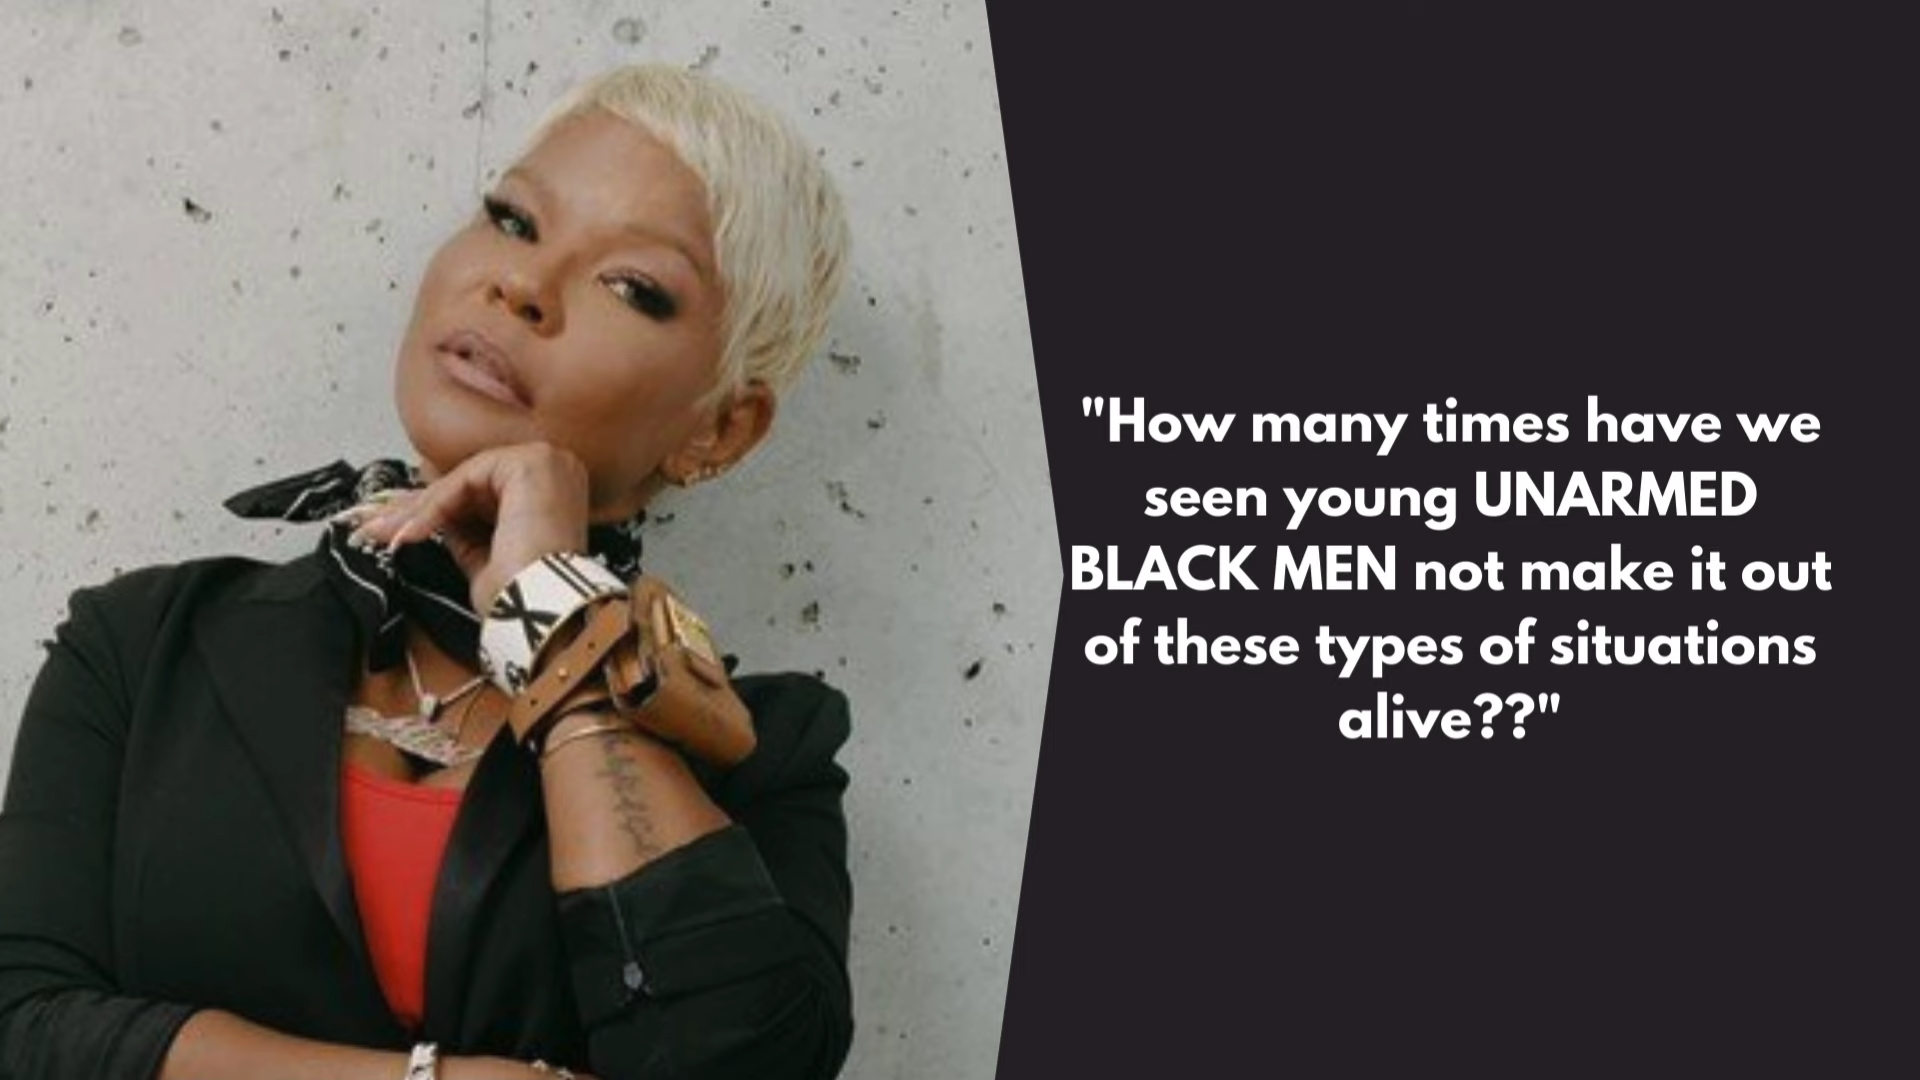 "How many times have we
seen young UNARMED
BLACK MEN not make it out
of these types of situations
alive??"